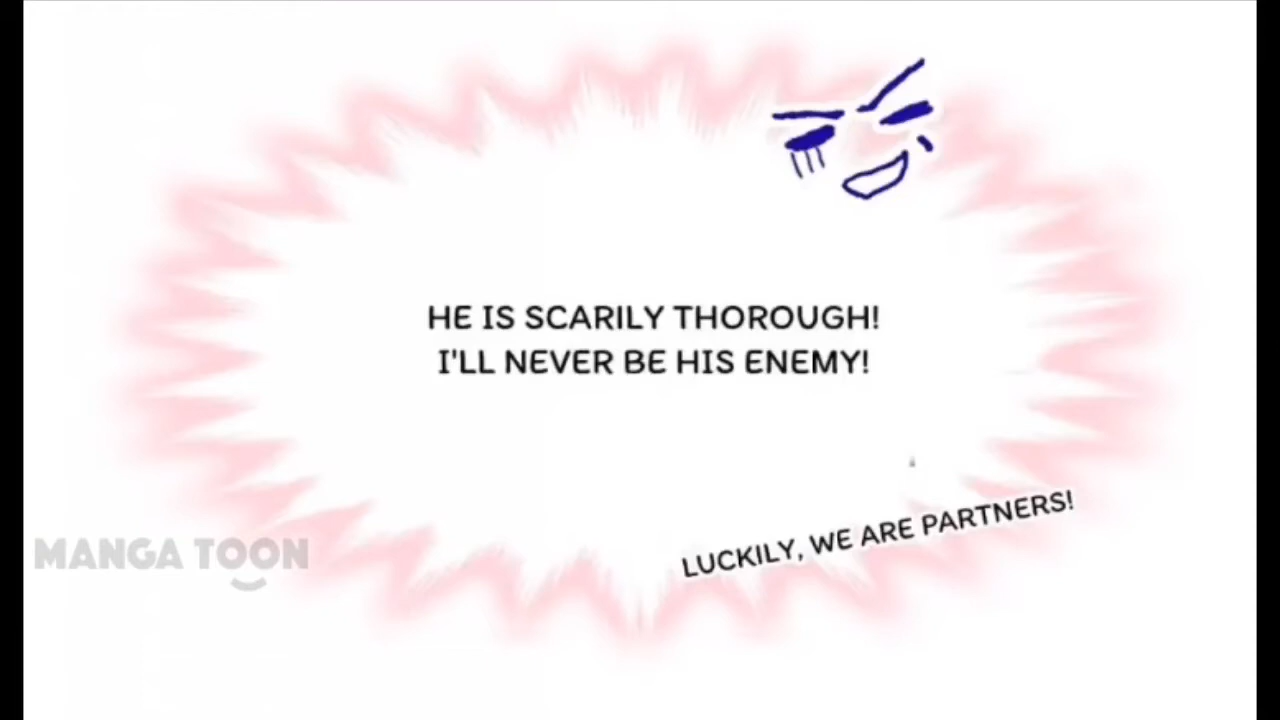 HE IS SCARILY THOROUGH!
I'LL NEVER BE HIS ENEMY!
LUCKILY, WE ARE PARTNERS!
MANGA TOON